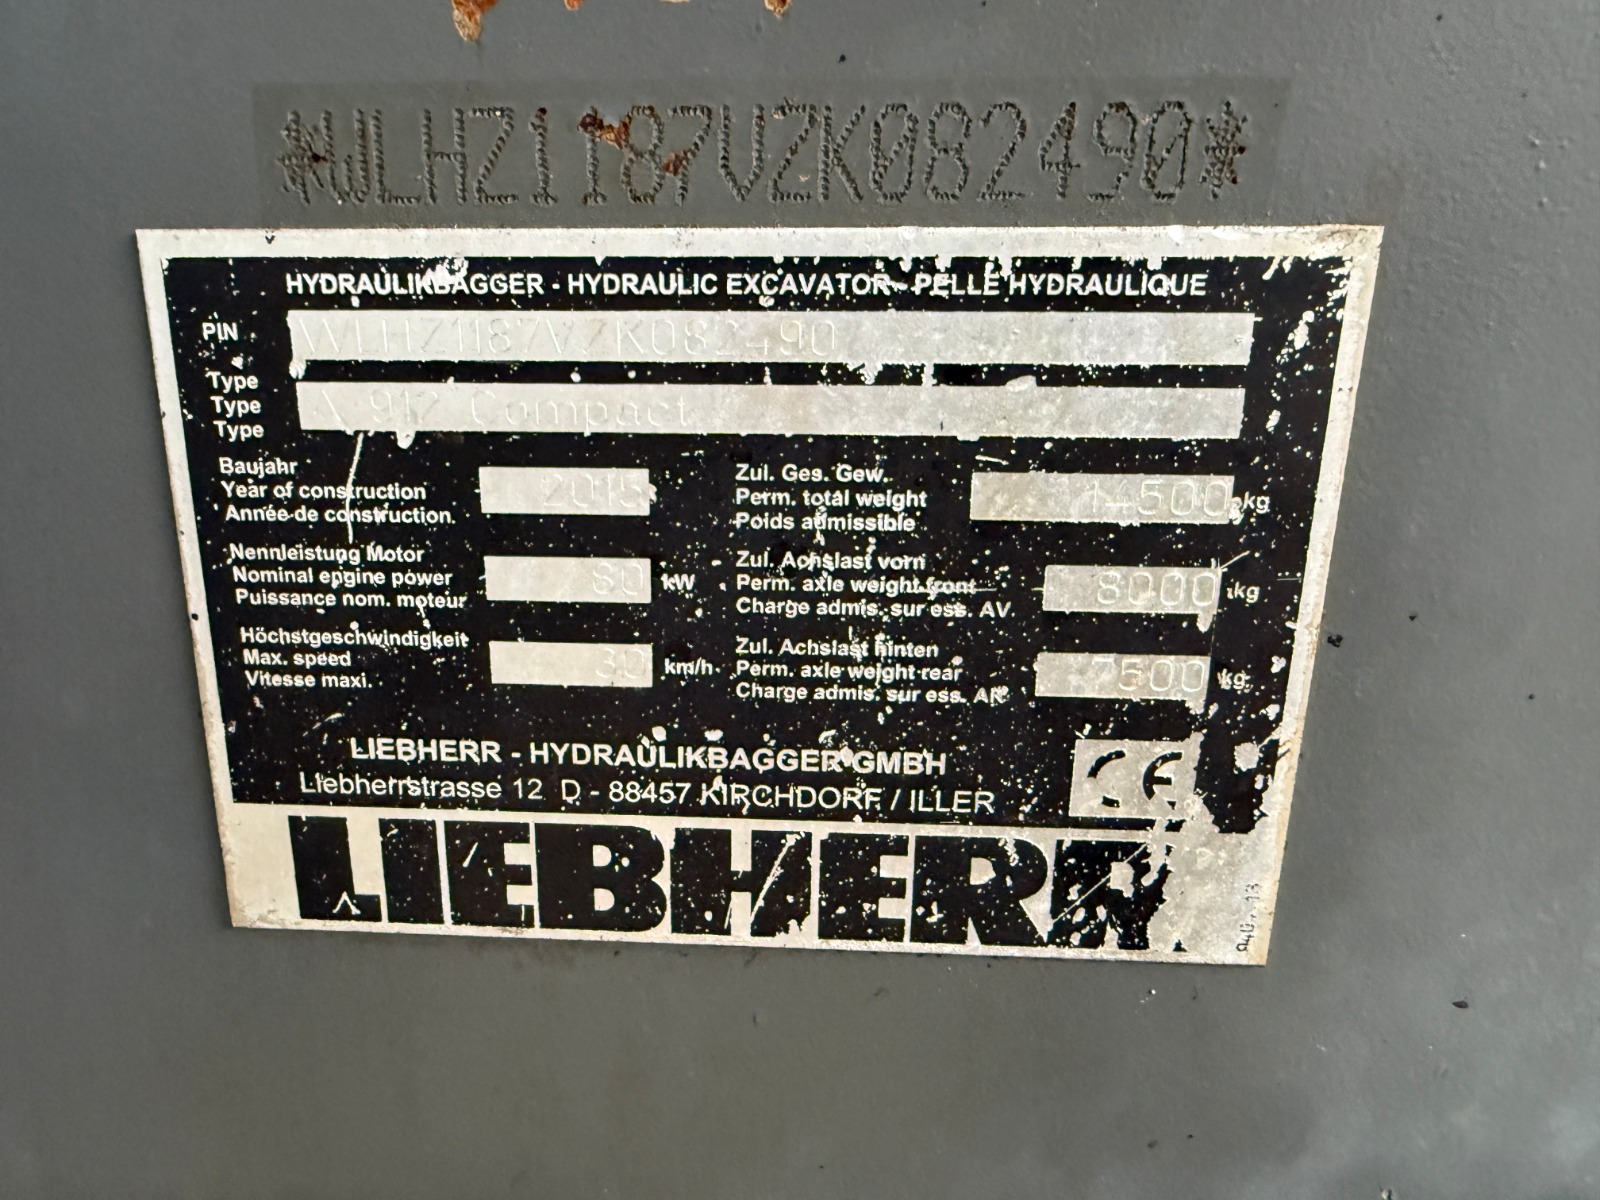 *WLHZ1187VZK082490*
HYDRAULIKBAGGER - HYDRAULIC EXCAVATOR - PELLE HYDRAULIQUE
PIN WLHZ1187VZK082490
Type
Type A 912 Compact
Type
Baujahr
Year of construction 2015
Année de construction
Zul. Ges. Gew.
Perm. total weight 14500 kg
Poids admissible
Nennleistung Motor
Nominal engine power 80 kW
Puissance nom. moteur
Zul. Achslast vorn
Perm. axle weight front 8000 kg
Charge admis. sur ess. AV
Höchstgeschwindigkeit
Max. speed 30 km/h
Vitesse maxi.
Zul. Achslast hinten
Perm. axle weight rear 7500 kg
Charge admis. sur ess. AR
LIEBHERR - HYDRAULIKBAGGER GMBH
Liebherrstrasse 12 D - 88457 KIRCHDORF / ILLER
CE
LIEBHERR